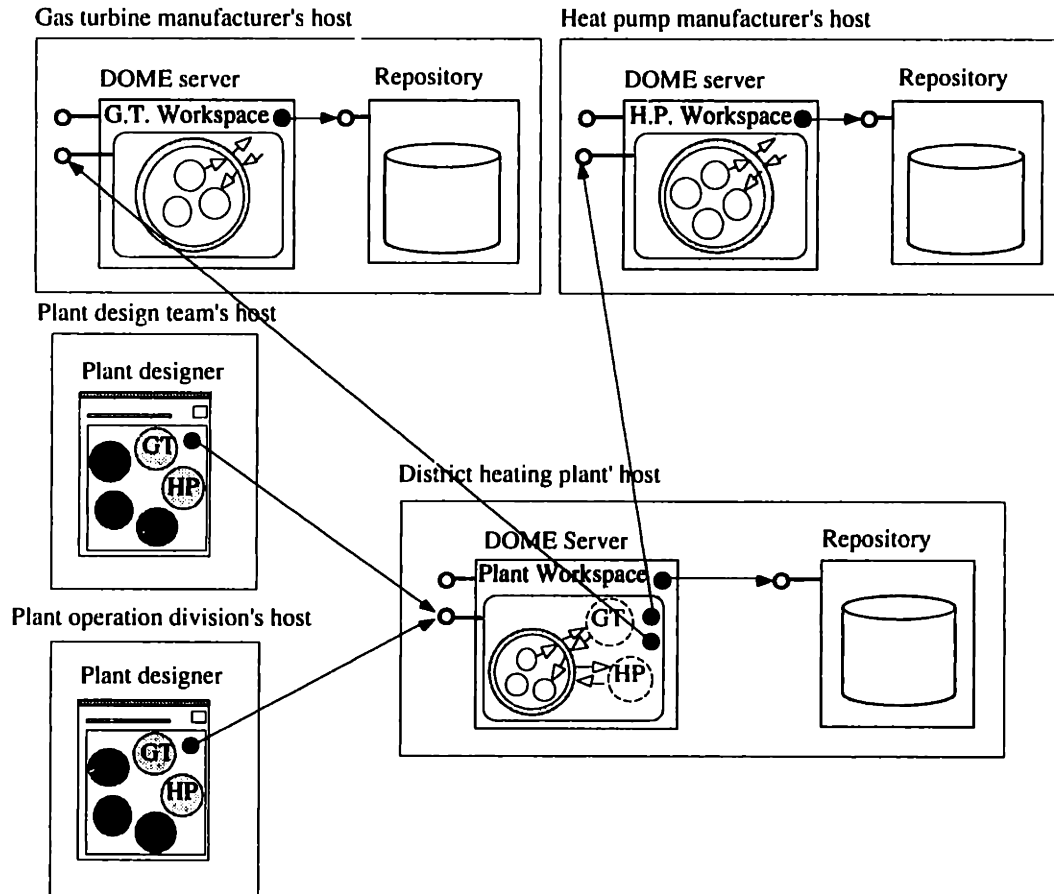 Gas turbine manufacturer's host
Heat pump manufacturer's host
DOME server
Repository
DOME server
Repository
G.T. Workspace
H.P. Workspace
Plant design team's host
Plant designer
GT
HP
District heating plant' host
DOME Server
Repository
Plant Workspace
GT
HP
Plant operation division's host
Plant designer
GT
HP